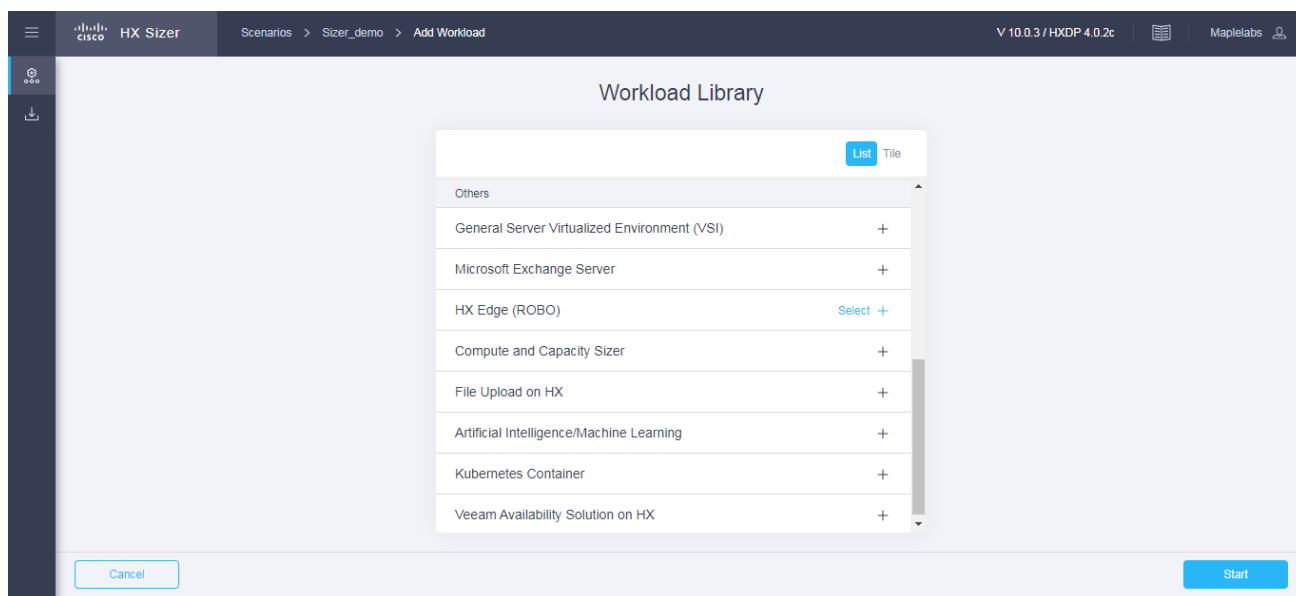 cisco HX Sizer Scenarios > Sizer_demo > Add Workload V 10.0.3 / HXDP 4.0.2c Maplelabs
Workload Library
List Tile
Others
General Server Virtualized Environment (VSI) +
Microsoft Exchange Server +
HX Edge (ROBO) Select +
Compute and Capacity Sizer +
File Upload on HX +
Artificial Intelligence/Machine Learning +
Kubernetes Container +
Veeam Availability Solution on HX +
Cancel Start